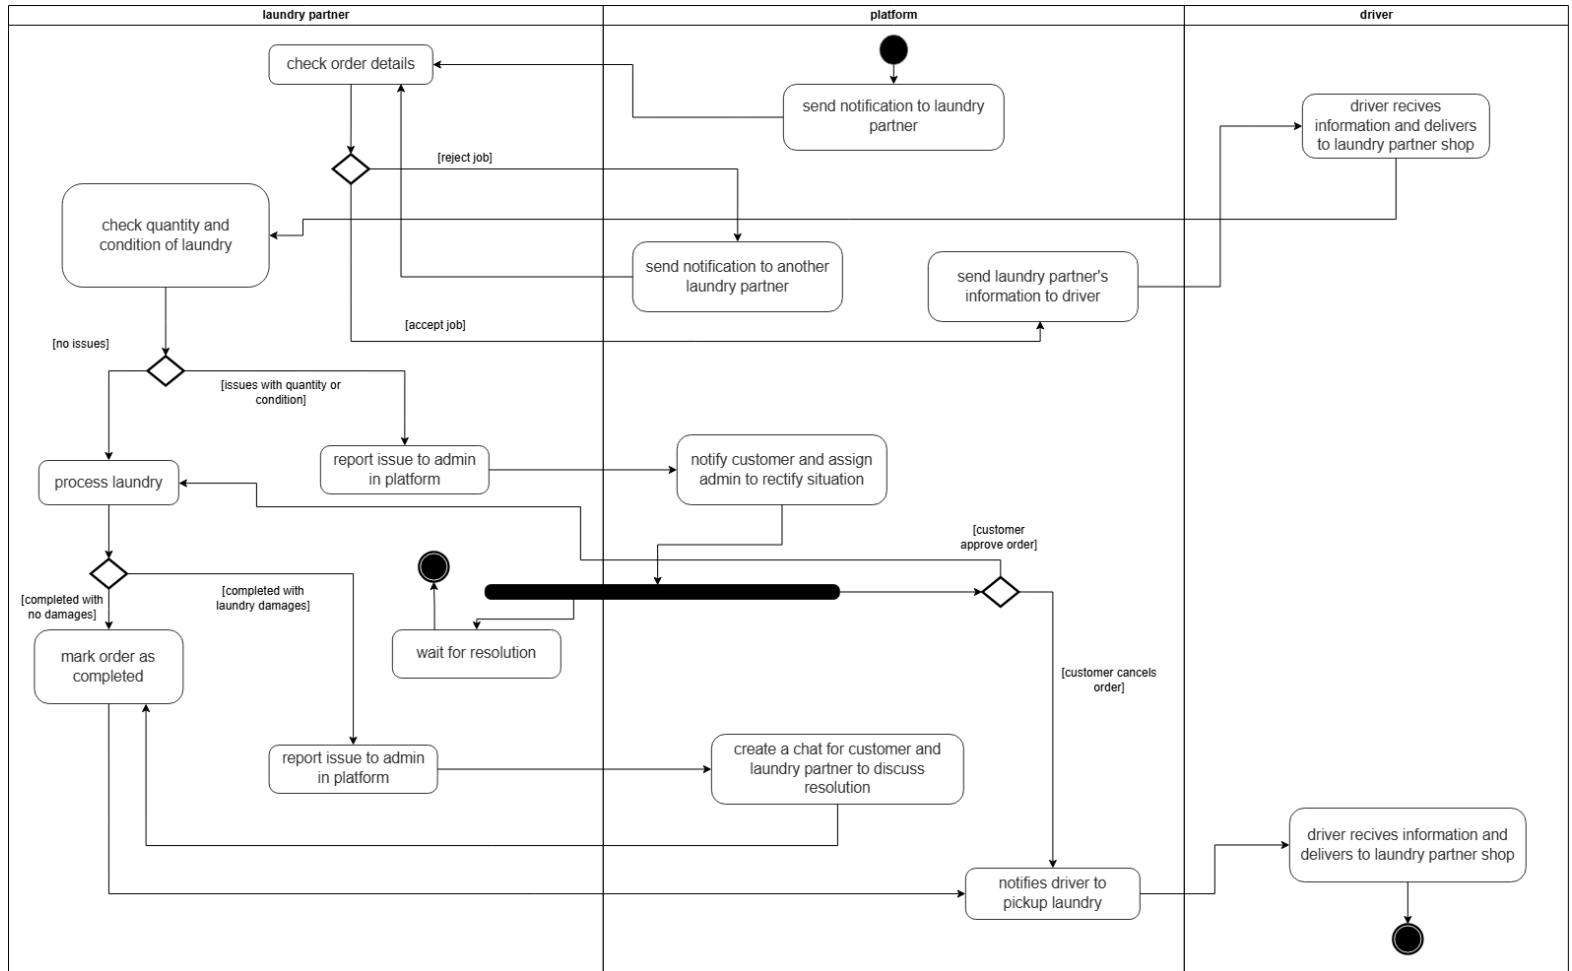 laundry partner
platform
driver
check order details
send notification to laundry
partner
driver recives
information and delivers
to laundry partner shop
[reject job]
check quantity and
condition of laundry
send notification to another
laundry partner
send laundry partner's
information to driver
[accept job]
[no issues]
[issues with quantity or
condition]
report issue to admin
in platform
notify customer and assign
admin to rectify situation
process laundry
[customer
approve order]
[completed with
no damages]
[completed with
laundry damages]
mark order as
completed
wait for resolution
[customer cancels
order]
report issue to admin
in platform
create a chat for customer and
laundry partner to discuss
resolution
driver recives information and
delivers to laundry partner shop
notifies driver to
pickup laundry